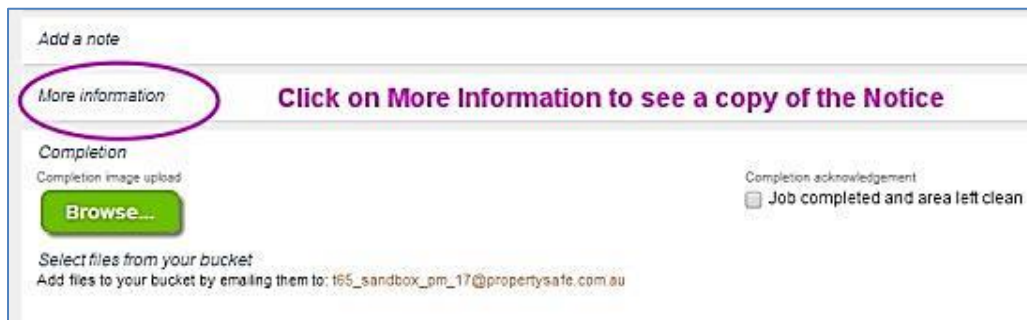 Add a note
More information
Click on More Information to see a copy of the Notice
Completion
Completion image upload
Completion acknowledgement
Browse...
Job completed and area left clean
Select files from your bucket
Add files to your bucket by emailing them to: t65_sandbox_pm_17@propertysafe.com.au